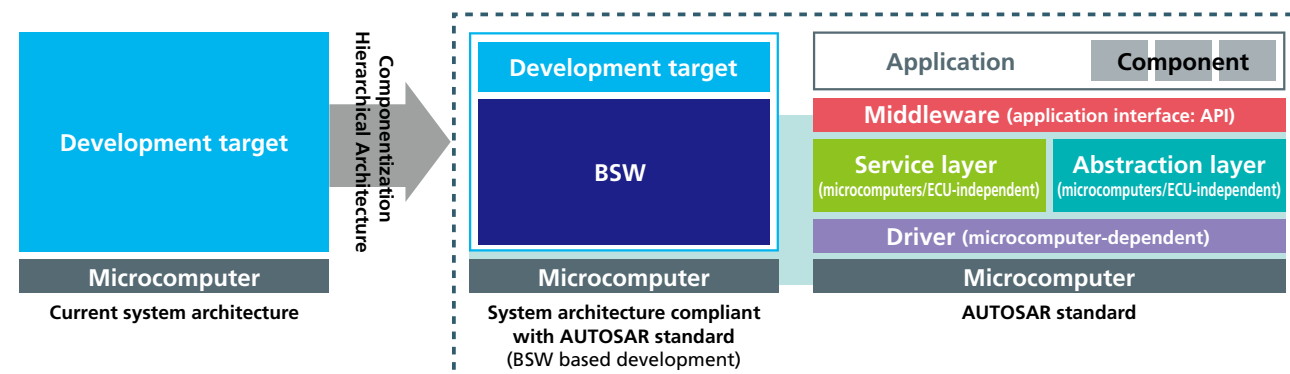 Development target
Microcomputer
Current system architecture
Componentization
Hierarchical Architecture
Development target
BSW
Microcomputer
System architecture compliant
with AUTOSAR standard
(BSW based development)
Application
Component
Middleware (application interface: API)
Service layer
(microcomputers/ECU-independent)
Abstraction layer
(microcomputers/ECU-independent)
Driver (microcomputer-dependent)
Microcomputer
AUTOSAR standard